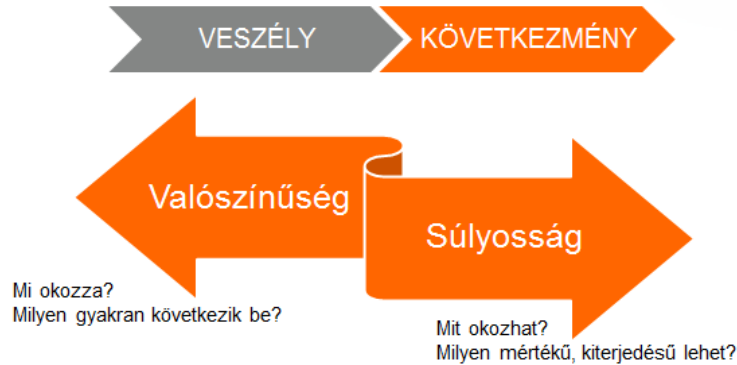 VESZÉLY
KÖVETKEZMÉNY
Valószínűség
Súlyosság
Mi okozza?
Milyen gyakran következik be?
Mit okozhat?
Milyen mértékű, kiterjedésű lehet?